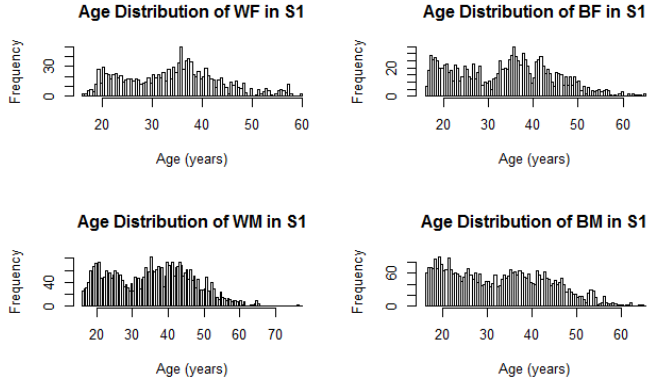 Age Distribution of WF in S1
Frequency
0 30
20 30 40 50 60
Age (years)
Age Distribution of BF in S1
Frequency
0 20
20 30 40 50 60
Age (years)
Age Distribution of WM in S1
Frequency
0 40
20 30 40 50 60 70
Age (years)
Age Distribution of BM in S1
Frequency
0 60
20 30 40 50 60
Age (years)